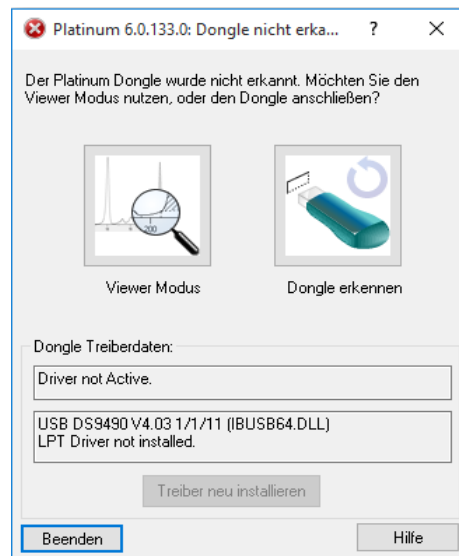 Platinum 6.0.133.0: Dongle nicht erka...
?
Der Platinum Dongle wurde nicht erkannt. Möchten Sie den
Viewer Modus nutzen, oder den Dongle anschließen?
200
Viewer Modus
Dongle erkennen
Dongle Treiberdaten:
Driver not Active.
USB DS9490 V4.03 1/1/11 (IBUSB64.DLL)
LPT Driver not installed.
Treiber neu installieren
Beenden
Hilfe